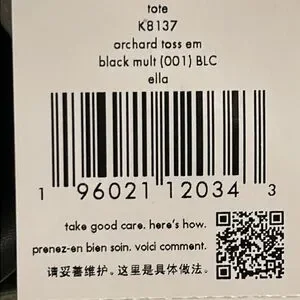 tote
K8137
orchard toss em
black mult (001) BLC
ella
1 96021 12034 3
take good care. here's how.
prenez-en bien soin. void comment.
请妥善维护。这里是具体做法。